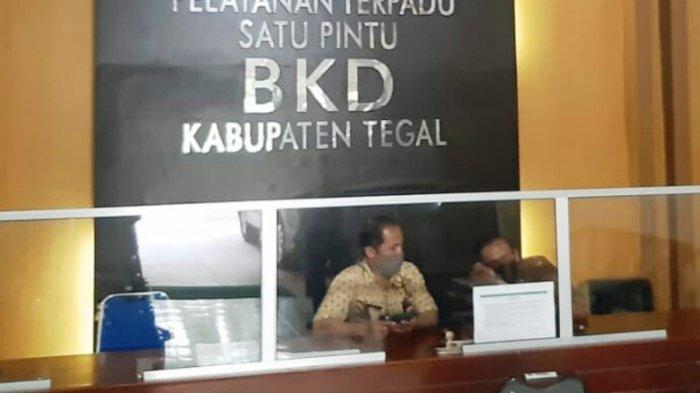 PELAYANAN TERPADU
SATU PINTU
BKD
KABUPATEN TEGAL